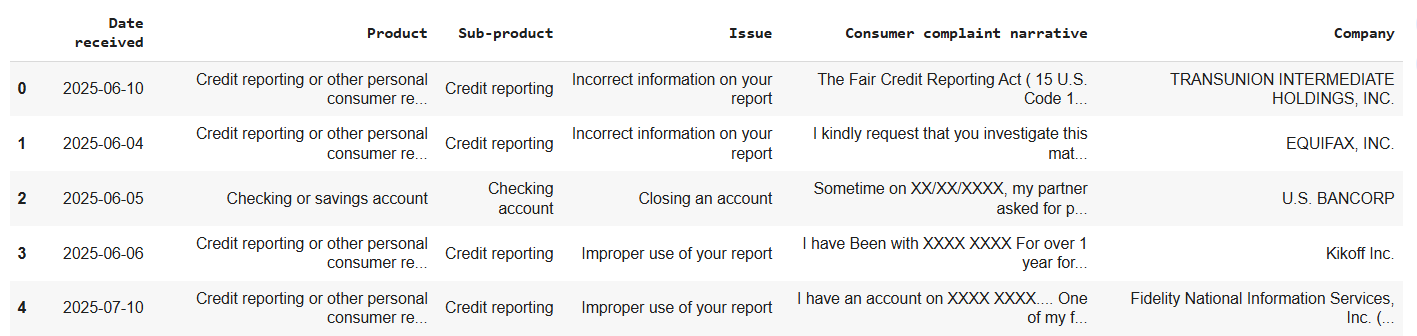 Date
received Product Sub-product Issue Consumer complaint narrative Company
0 2025-06-10 Credit reporting or other personal
consumer re... Credit reporting Incorrect information on your
report The Fair Credit Reporting Act ( 15 U.S.
Code 1... TRANSUNION INTERMEDIATE
HOLDINGS, INC.
1 2025-06-04 Credit reporting or other personal
consumer re... Credit reporting Incorrect information on your
report I kindly request that you investigate this
mat... EQUIFAX, INC.
2 2025-06-05 Checking or savings account Checking
account Closing an account Sometime on XX/XX/XXXX, my partner
asked for p... U.S. BANCORP
3 2025-06-06 Credit reporting or other personal
consumer re... Credit reporting Improper use of your report I have Been with XXXX XXXX For over 1
year for... Kikoff Inc.
4 2025-07-10 Credit reporting or other personal
consumer re... Credit reporting Improper use of your report I have an account on XXXX XXXX.... One
of my f... Fidelity National Information Services,
Inc. (...